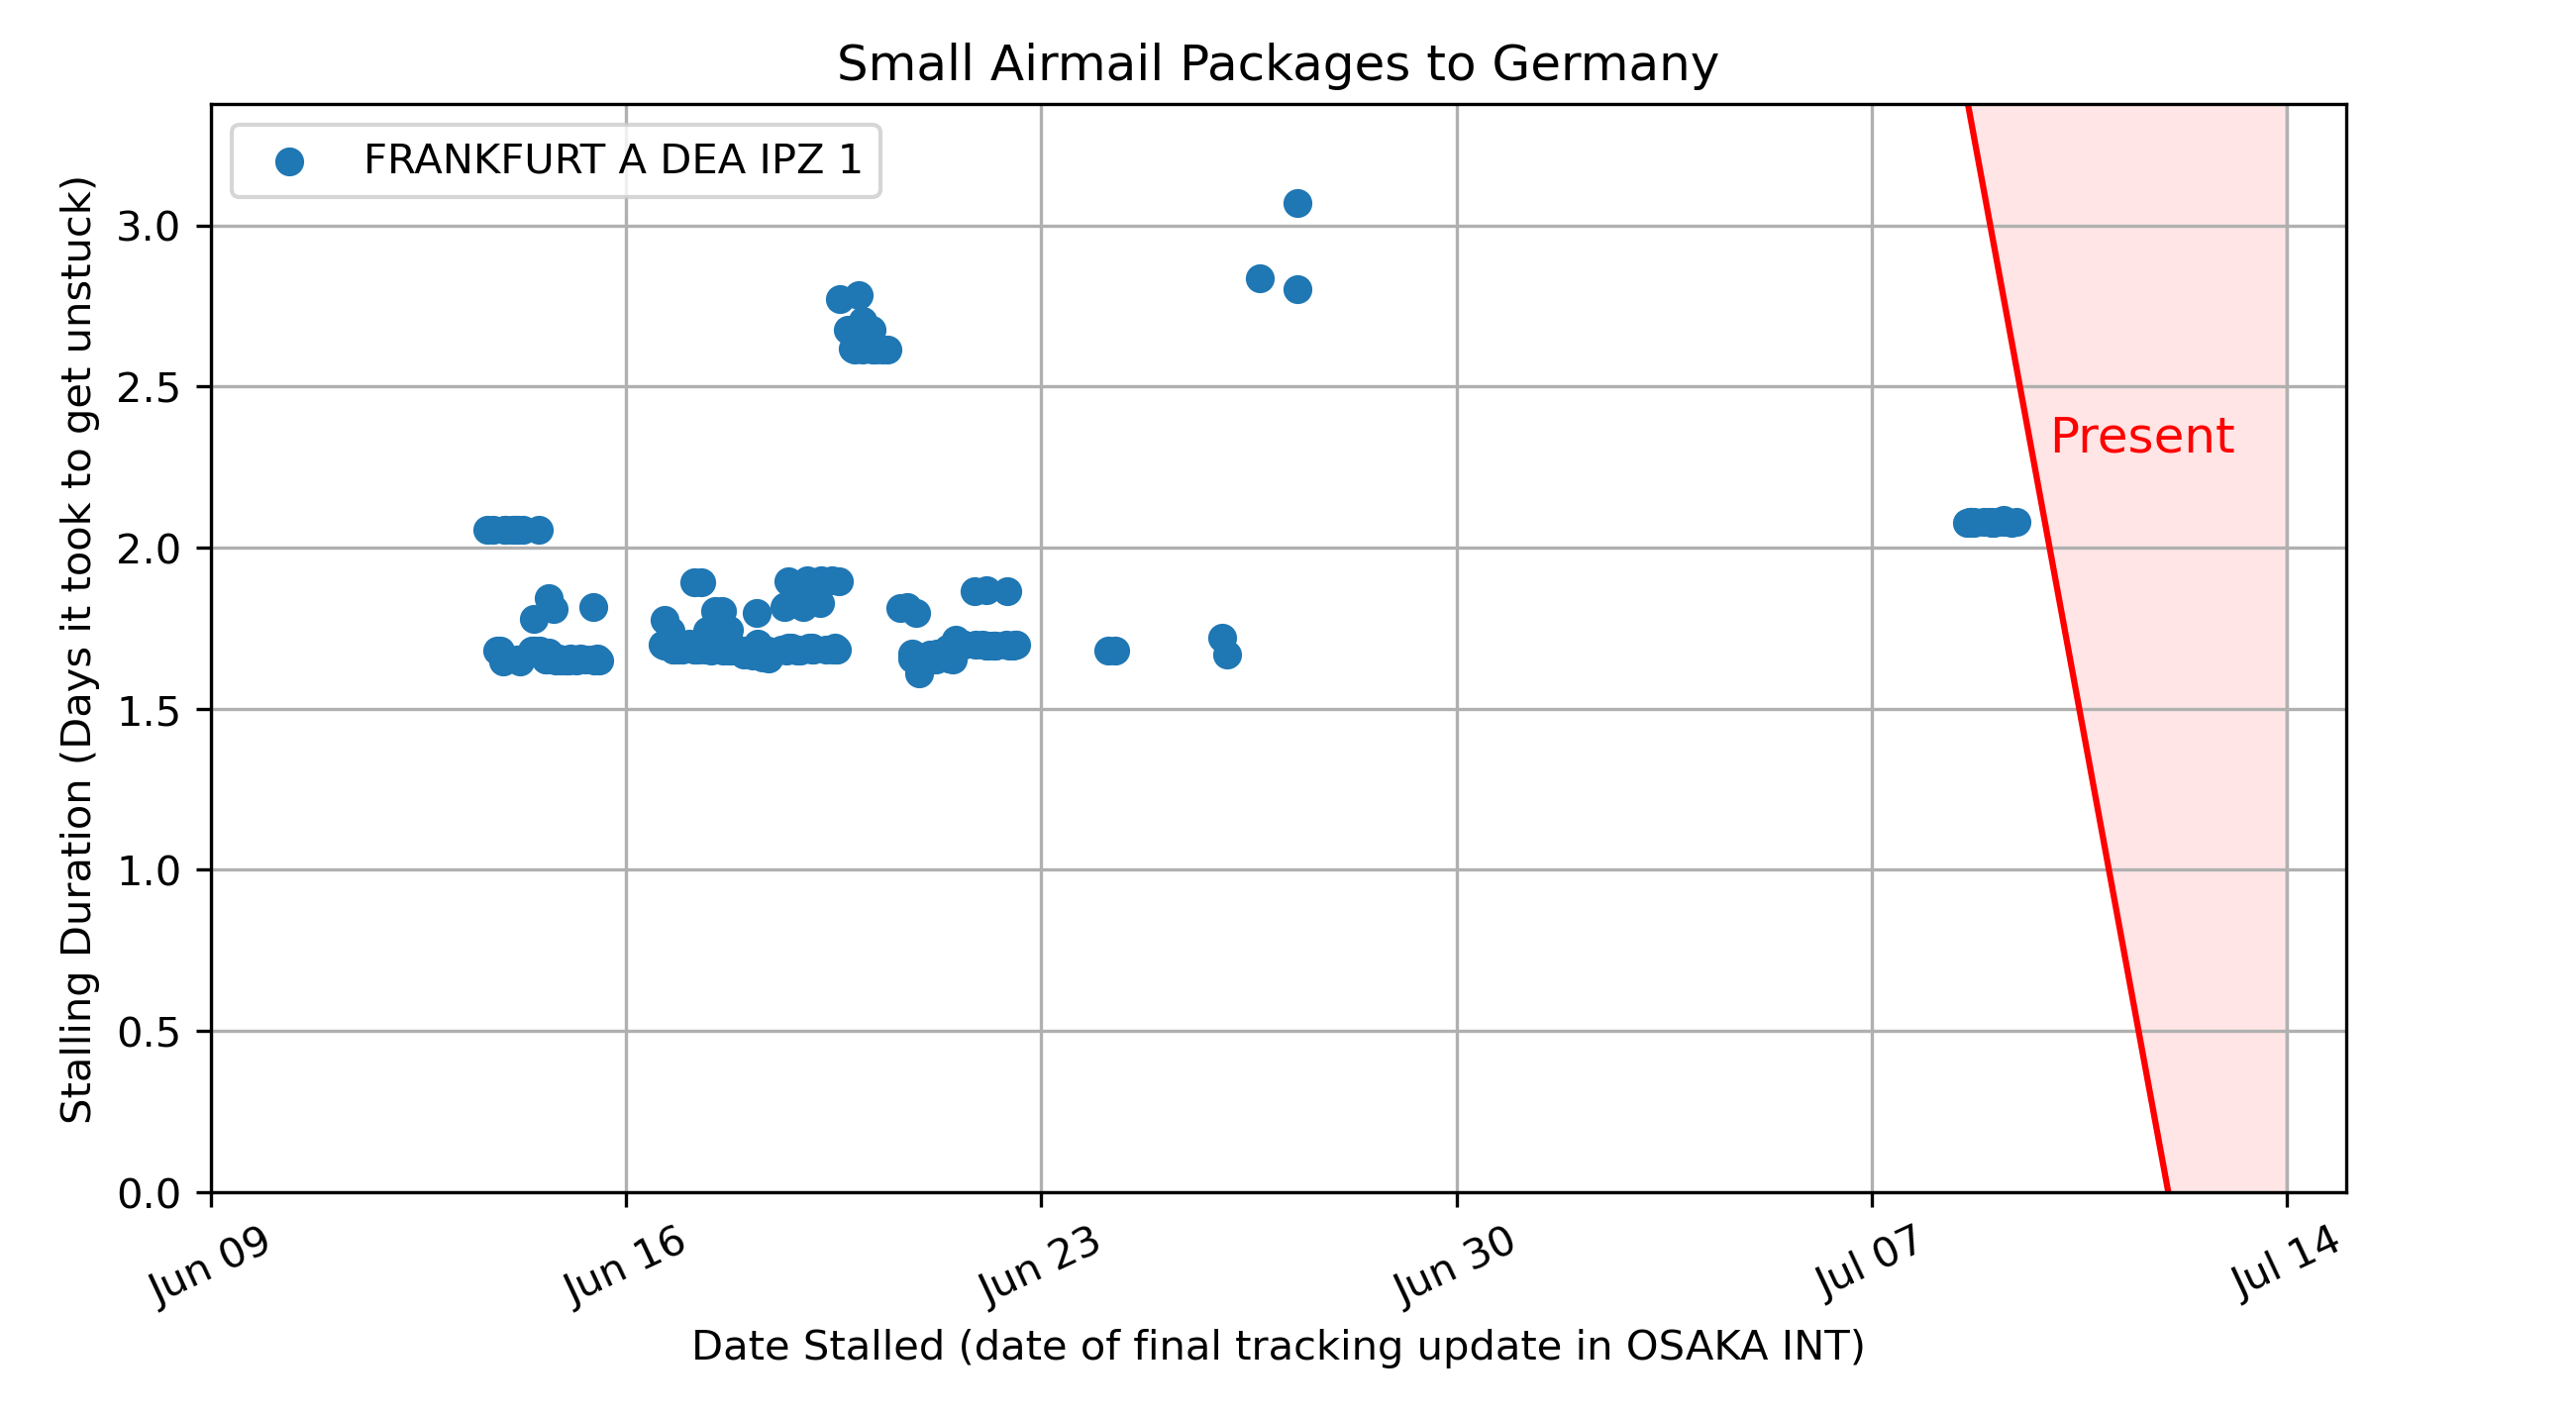 Small Airmail Packages to Germany
FRANKFURT A DEA IPZ 1
Present
Stalling Duration (Days it took to get unstuck)
3.0
2.5
2.0
1.5
1.0
0.5
0.0
Jun 09
Jun 16
Jun 23
Jun 30
Jul 07
Jul 14
Date Stalled (date of final tracking update in OSAKA INT)